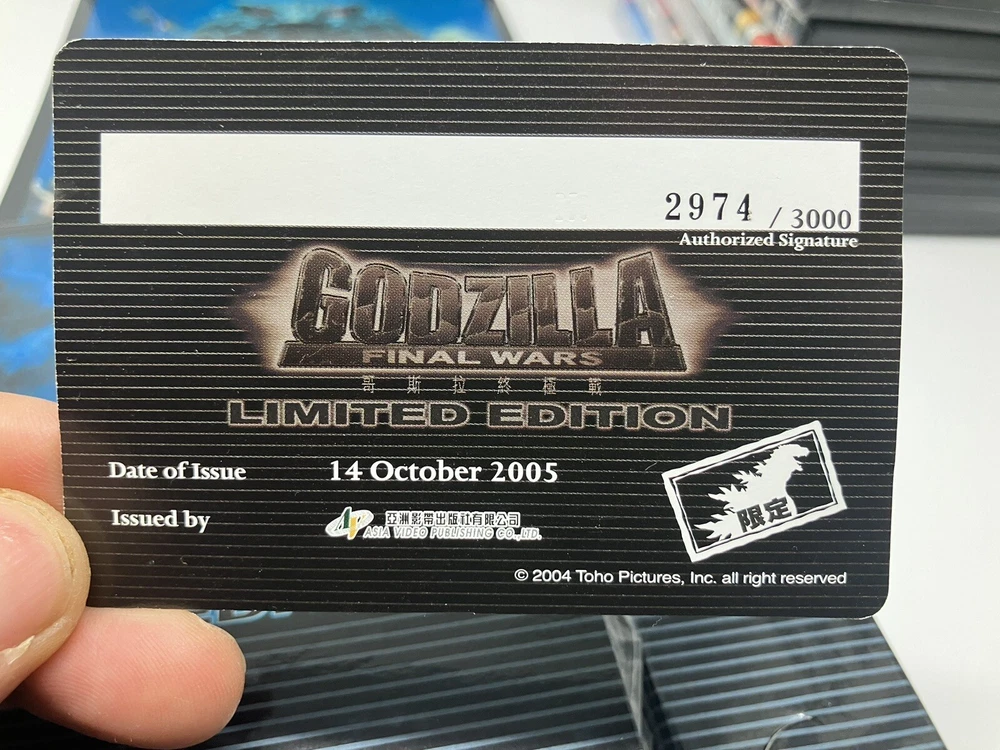 2974 / 3000
Authorized Signature
GODZILLA
FINAL WARS
哥斯拉終極戰
LIMITED EDITION
Date of Issue 14 October 2005
Issued by AP 亞洲影帶出版社有限公司
ASIA VIDEO PUBLISHING CO.,LTD.
限定
© 2004 Toho Pictures, Inc. all right reserved